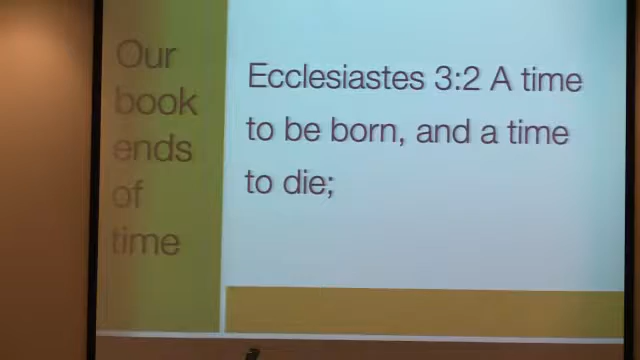 Our
book
ends
of
time
Ecclesiastes 3:2 A time
to be born, and a time
to die;